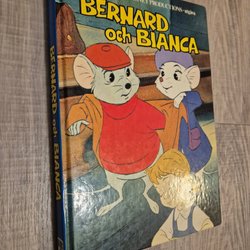 PRODUCTIONS-utgåva
BERNARD
och BIANCA
BERNARD och BIANCA